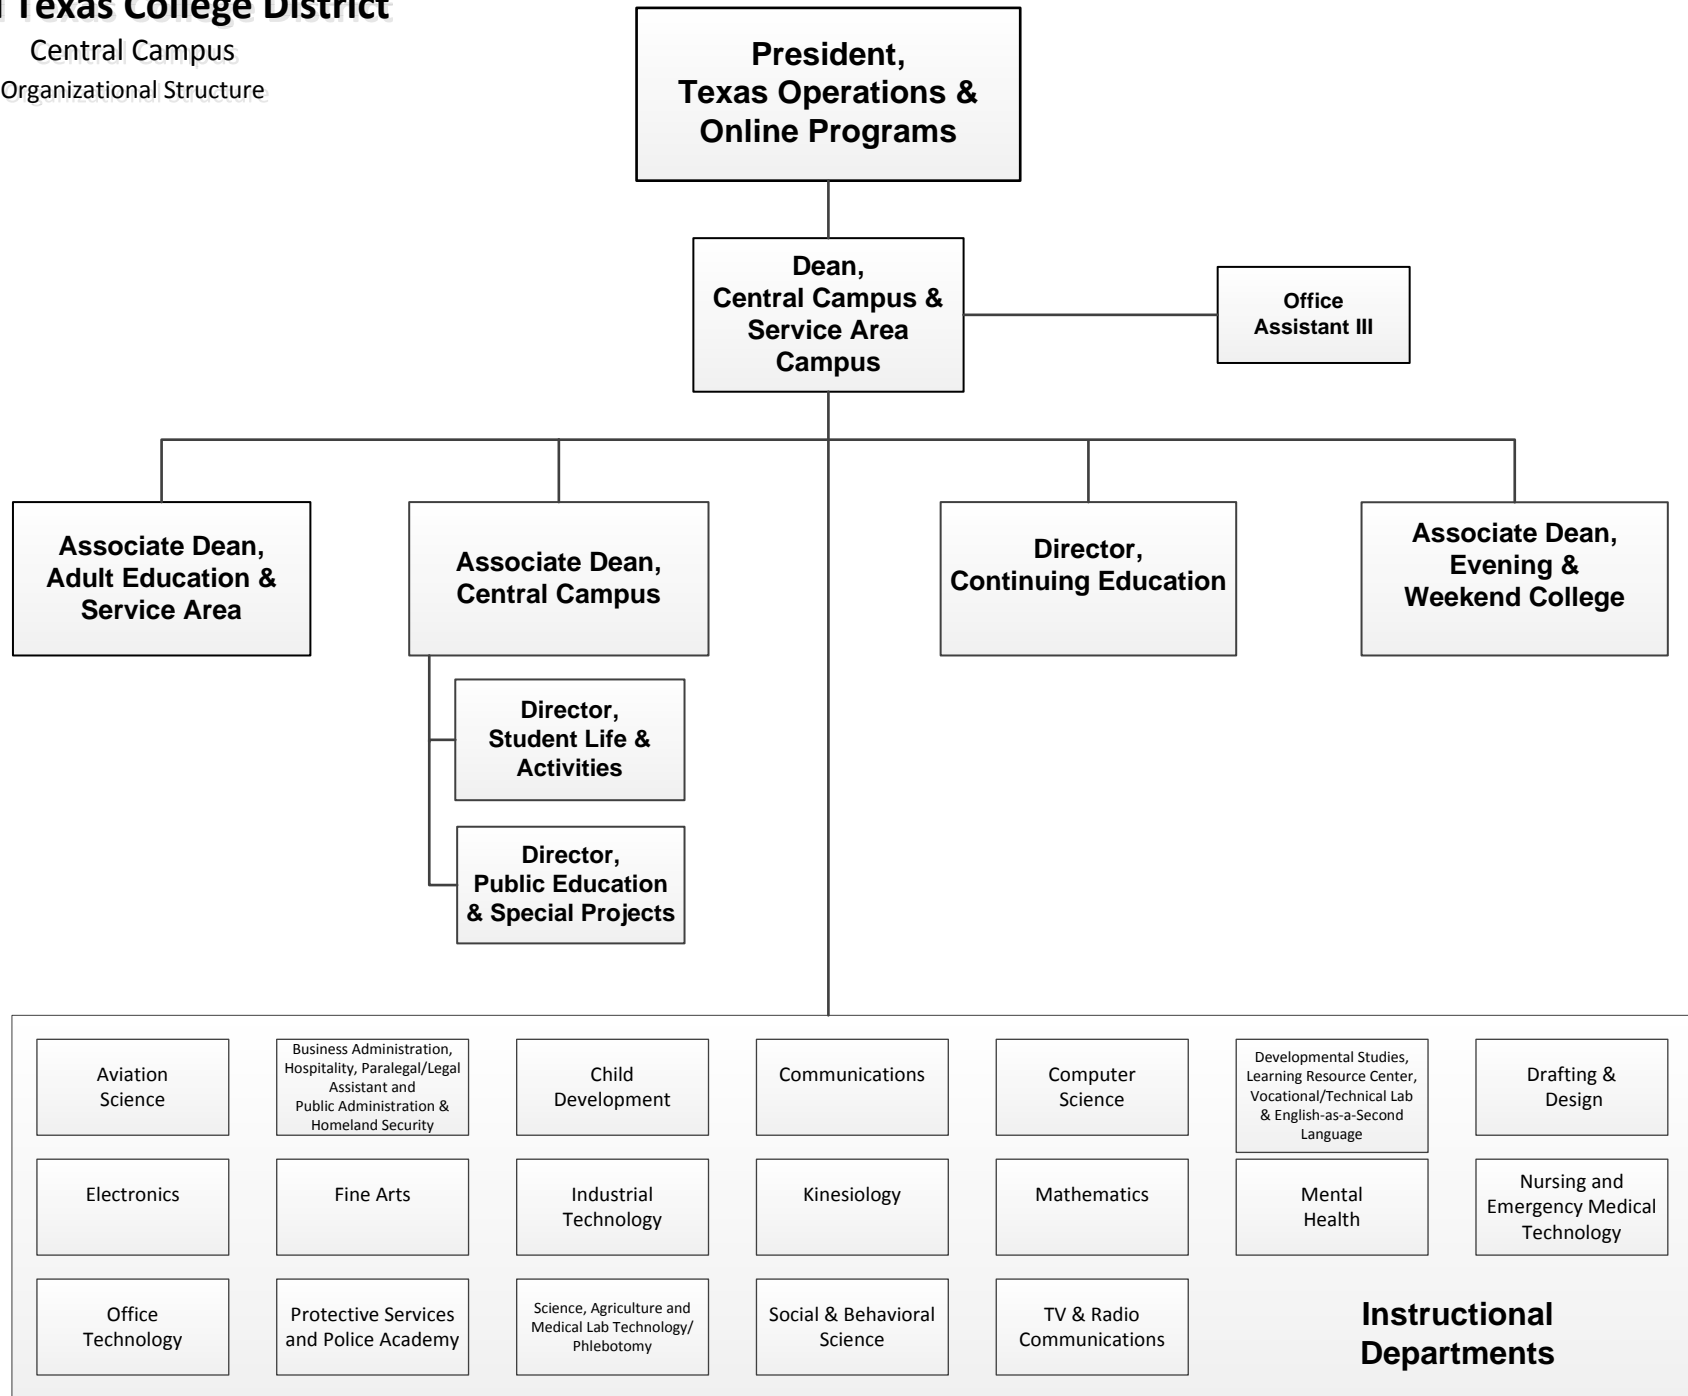 Texas College District
Central Campus
Organizational Structure
President,
Texas Operations &
Online Programs
Dean,
Central Campus &
Service Area
Campus
Office
Assistant III
Associate Dean,
Adult Education &
Service Area
Associate Dean,
Central Campus
Director,
Continuing Education
Associate Dean,
Evening &
Weekend College
Director,
Student Life &
Activities
Director,
Public Education
& Special Projects
Aviation
Science
Business Administration,
Hospitality, Paralegal/Legal
Assistant and
Public Administration &
Homeland Security
Child
Development
Communications
Computer
Science
Developmental Studies,
Learning Resource Center,
Vocational/Technical Lab
& English-as-a-Second
Language
Drafting &
Design
Electronics
Fine Arts
Industrial
Technology
Kinesiology
Mathematics
Mental
Health
Nursing and
Emergency Medical
Technology
Office
Technology
Protective Services
and Police Academy
Science, Agriculture and
Medical Lab Technology/
Phlebotomy
Social & Behavioral
Science
TV & Radio
Communications
Instructional
Departments